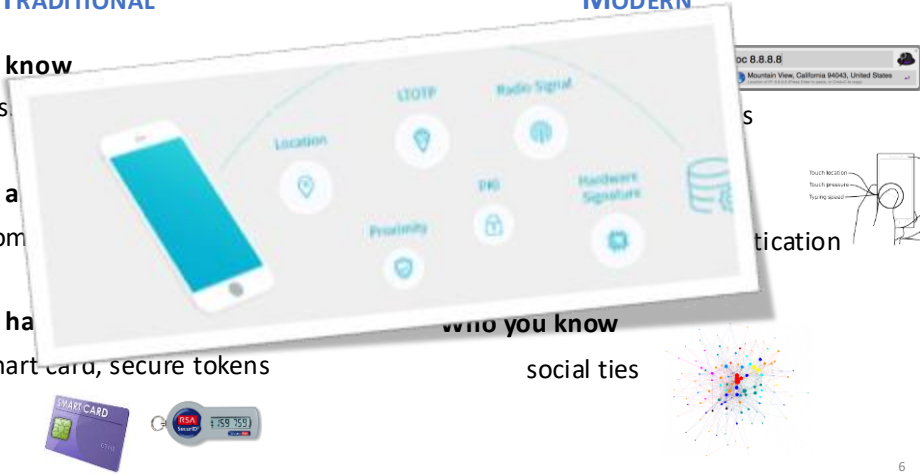 TRADITIONAL
MODERN
know
oc 8.8.8.8
Mountain View, California 94043, United States
s
LTOTP
Radio Signal
Location
Touch location
Touch pressure
Typing speed
a
PKI
Hardware
Signature
Proximity
tication
ha
Who you know
mart card, secure tokens
social ties
SMART CARD
RSA
SecurID
159 759
6